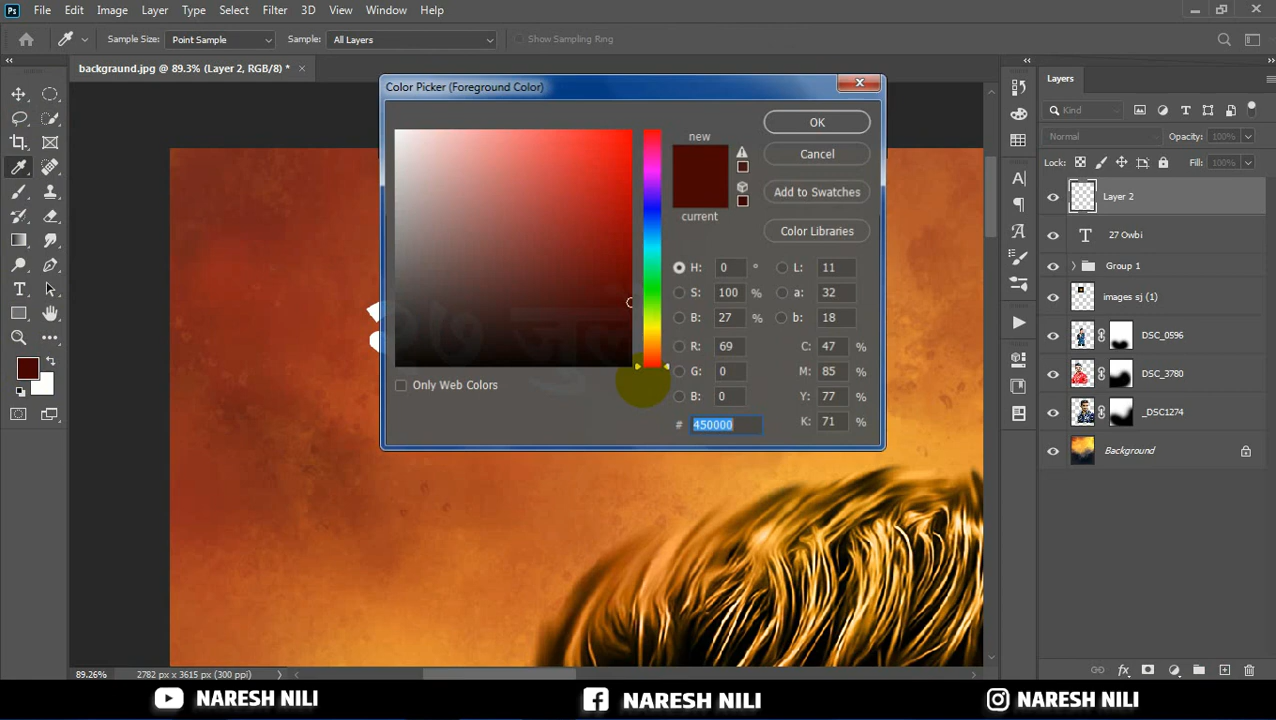 Ps File Edit Image Layer Type Select Filter 3D View Window Help
Sample Size: Point Sample Sample: All Layers Show Sampling Ring
background.jpg @ 89.3% (Layer 2, RGB/8) * ×
Color Picker (Foreground Color)
new
current
OK
Cancel
Add to Swatches
Color Libraries
H: 0 ° L: 11
S: 100 % a: 32
B: 27 % b: 18
R: 69 C: 47 %
G: 0 M: 85 %
B: 0 Y: 77 %
# 450000 K: 71 %
Only Web Colors
Layers
Kind
Normal Opacity: 100%
Lock: Fill: 100%
Layer 2
T 27 Owbi
Group 1
images sj (1)
DSC_0596
DSC_3780
_DSC1274
Background
89.26% 2782 px x 3615 px (300 ppi)
NARESH NILI NARESH NILI NARESH NILI